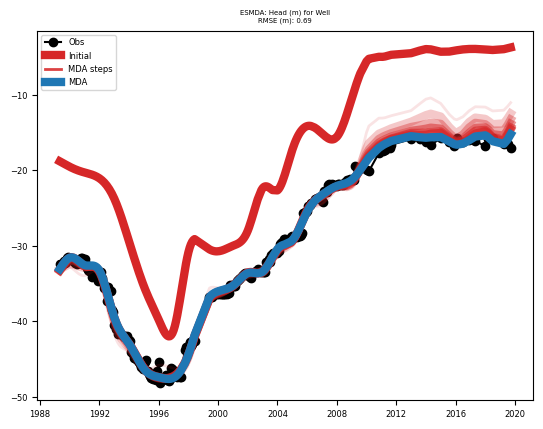 ESMDA: Head (m) for Well
RMSE (m): 0.69
Obs
Initial
MDA steps
MDA
−10
−20
−30
−40
−50
1988 1992 1996 2000 2004 2008 2012 2016 2020